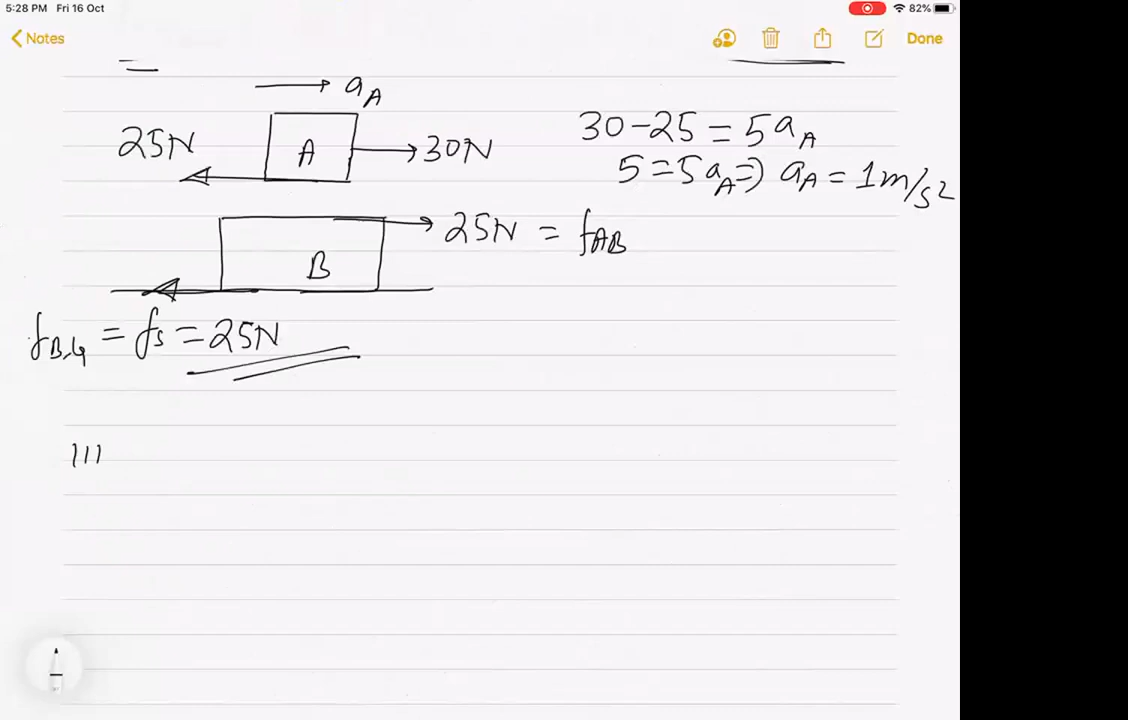 5:28 PM Fri 16 Oct
82%
Notes
Done
a_A
25N
A
30N
30-25 = 5a_A
5=5a_A=> a_A = 1m/s²
B
25N = f_AB
f_B,G = f_s = 25N
111